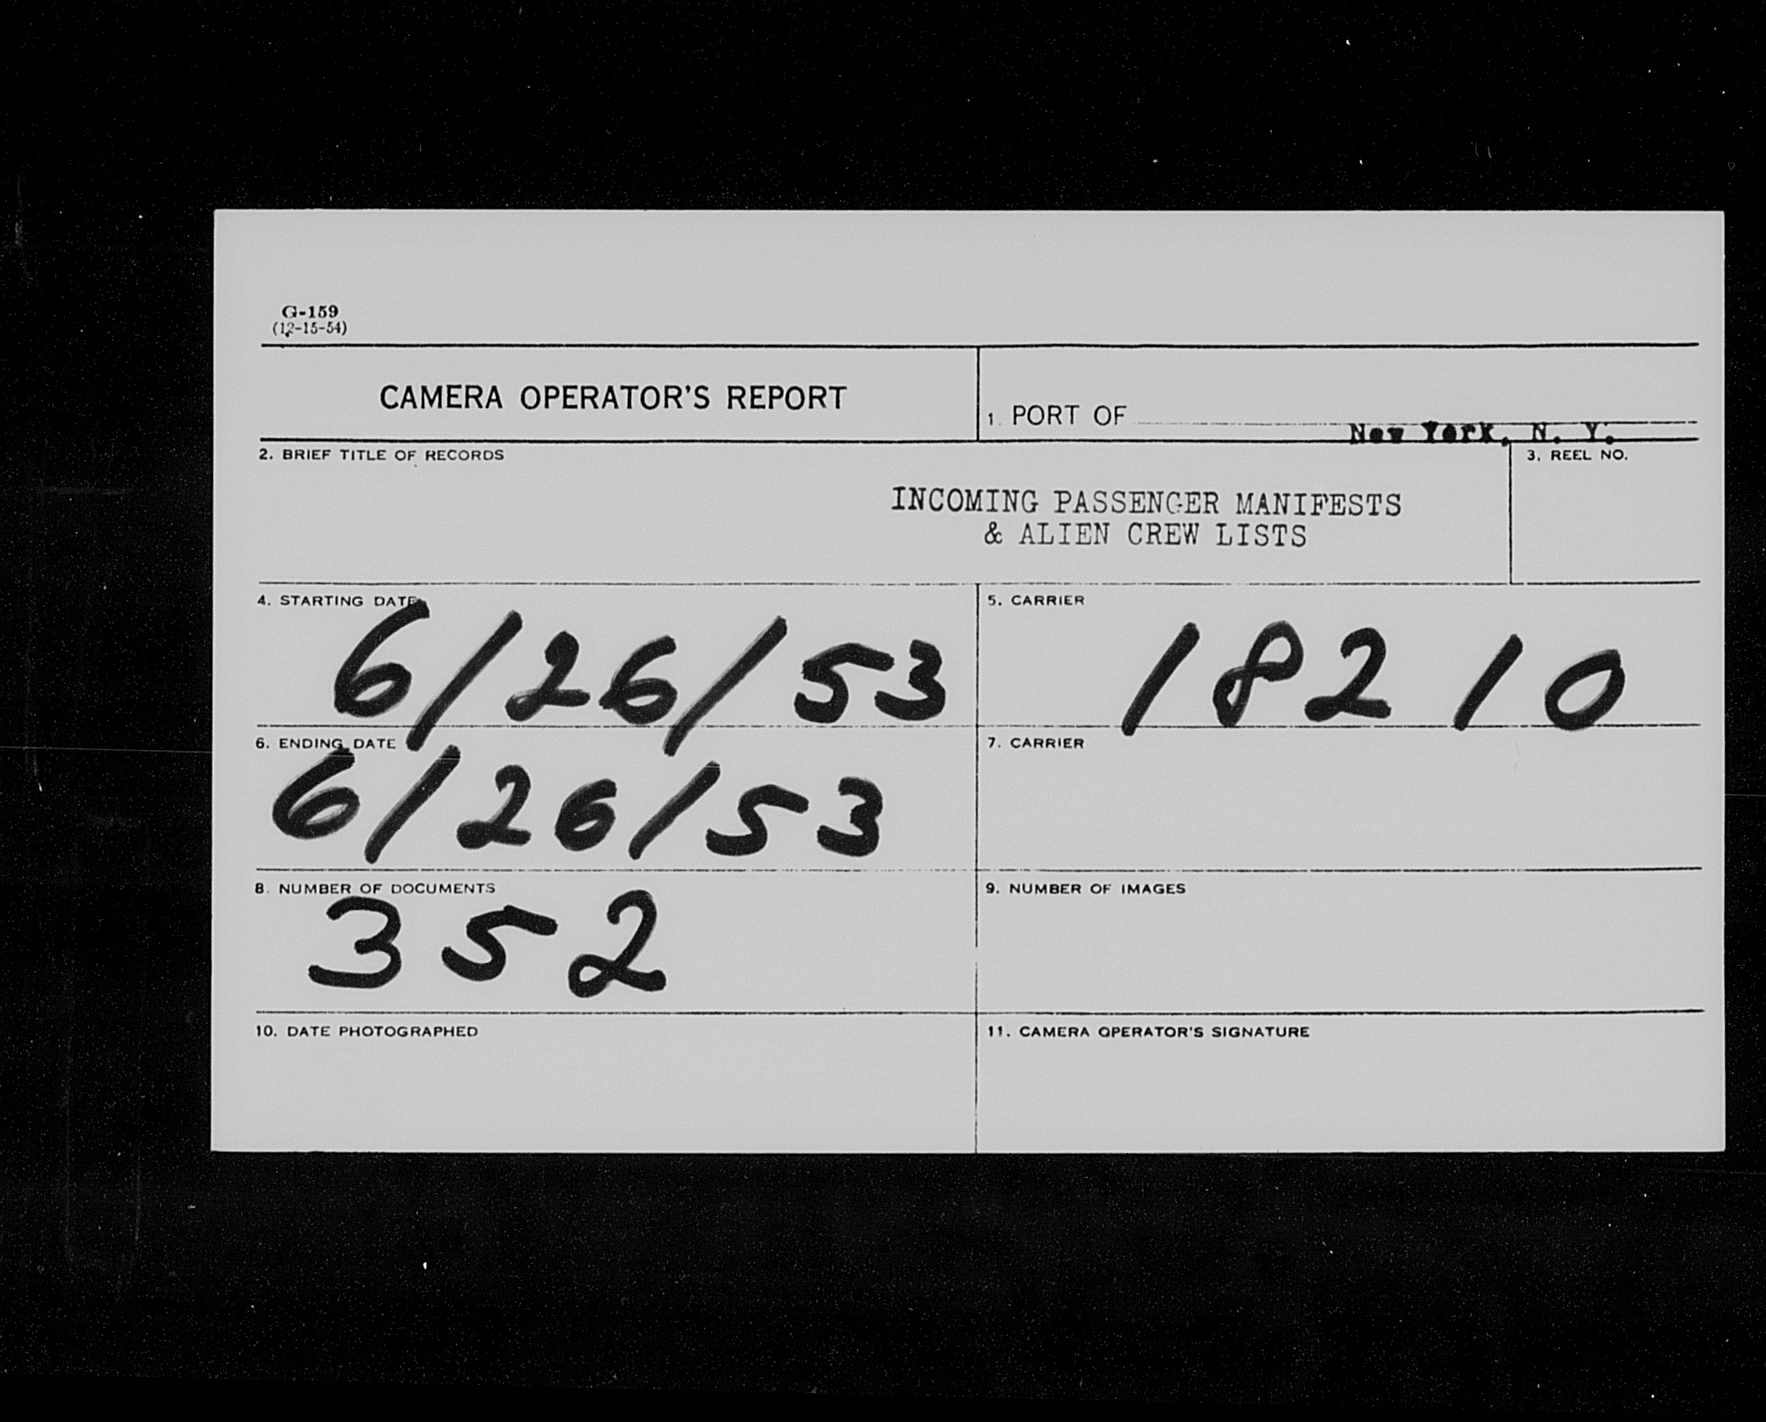 G-159
(12-15-54)
CAMERA OPERATOR'S REPORT
1. PORT OF New York, N. Y.
2. BRIEF TITLE OF RECORDS
3. REEL NO.
INCOMING PASSENGER MANIFESTS
& ALIEN CREW LISTS
4. STARTING DATE
6/26/53
5. CARRIER
18210
6. ENDING DATE
6/26/53
7. CARRIER
8. NUMBER OF DOCUMENTS
352
9. NUMBER OF IMAGES
10. DATE PHOTOGRAPHED
11. CAMERA OPERATOR'S SIGNATURE